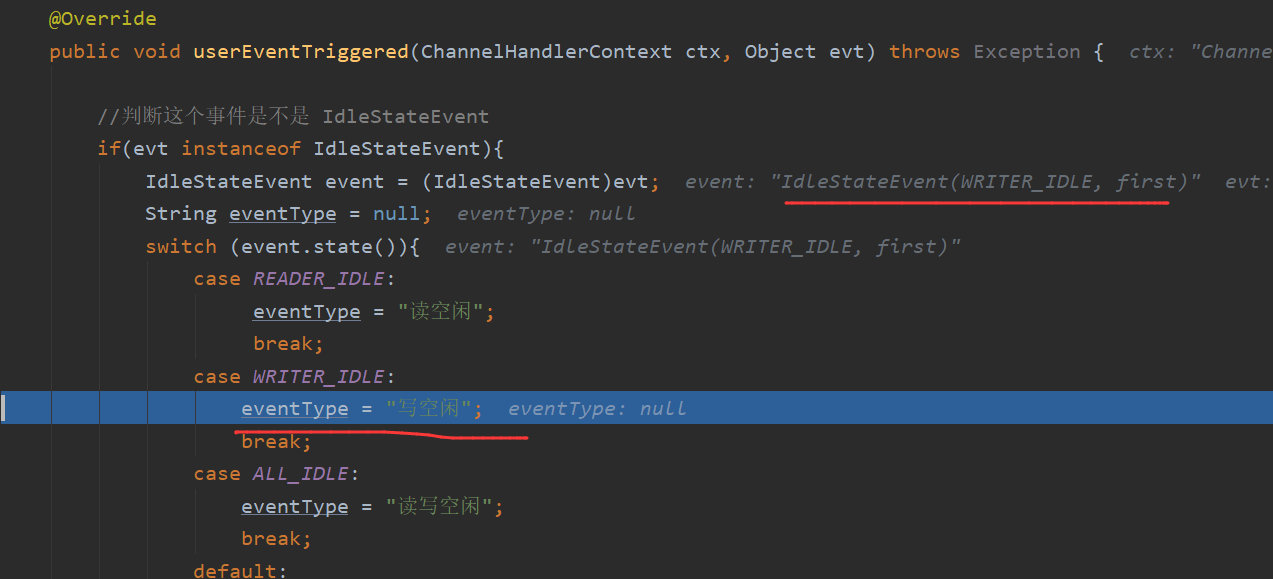 @Override
public void userEventTriggered(ChannelHandlerContext ctx, Object evt) throws Exception {  ctx: "Channe
//判断这个事件是不是 IdleStateEvent
if(evt instanceof IdleStateEvent){
IdleStateEvent event = (IdleStateEvent)evt;  event: "IdleStateEvent(WRITER_IDLE, first)"  evt:
String eventType = null;  eventType: null
switch (event.state()){  event: "IdleStateEvent(WRITER_IDLE, first)"
case READER_IDLE:
eventType = "读空闲";
break;
case WRITER_IDLE:
eventType = "写空闲";  eventType: null
break;
case ALL_IDLE:
eventType = "读写空闲";
break;
default: